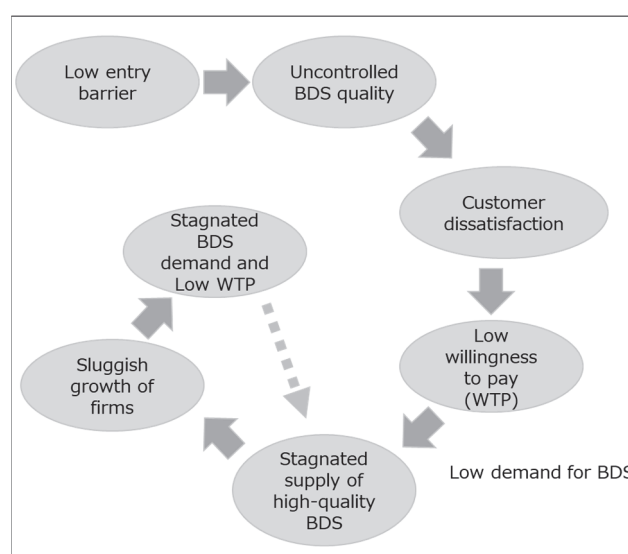 Low entry
barrier
Uncontrolled
BDS quality
Customer
dissatisfaction
Low
willingness
to pay
(WTP)
Low demand for BDS
Stagnated
supply of
high-quality
BDS
Sluggish
growth of
firms
Stagnated
BDS
demand and
Low WTP